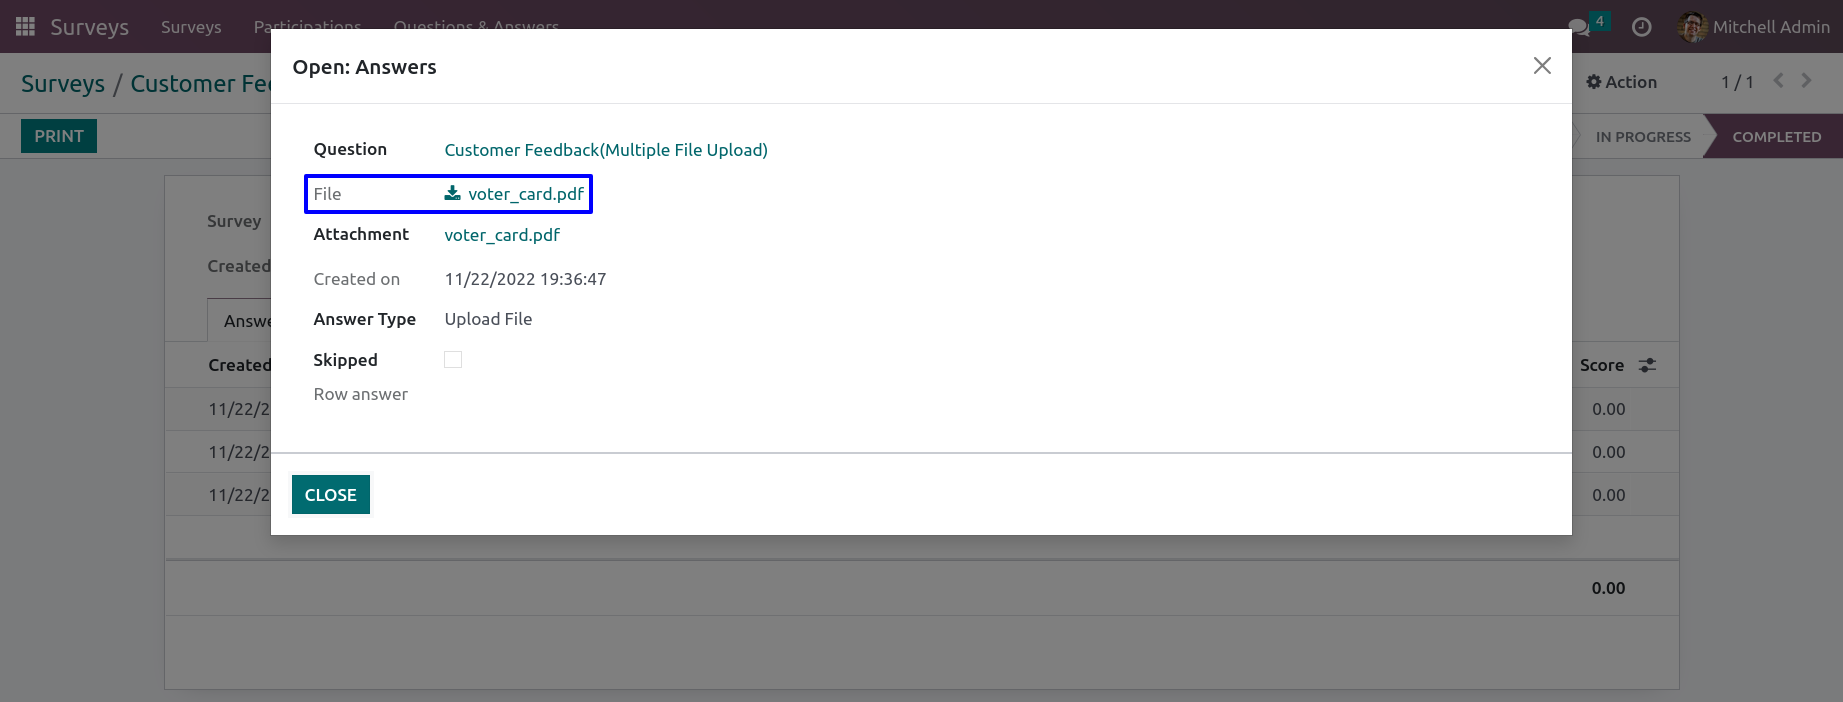 Surveys Surveys Participations Questions & Answers 4 Mitchell Admin
Surveys / Customer Fee Action 1 / 1
PRINT IN PROGRESS COMPLETED
Open: Answers
Question Customer Feedback(Multiple File Upload)
File voter_card.pdf
Attachment voter_card.pdf
Created on 11/22/2022 19:36:47
Answer Type Upload File
Skipped
Row answer
CLOSE
Survey
Created
Answe
Created Score
11/22/2 0.00
11/22/2 0.00
11/22/2 0.00
0.00